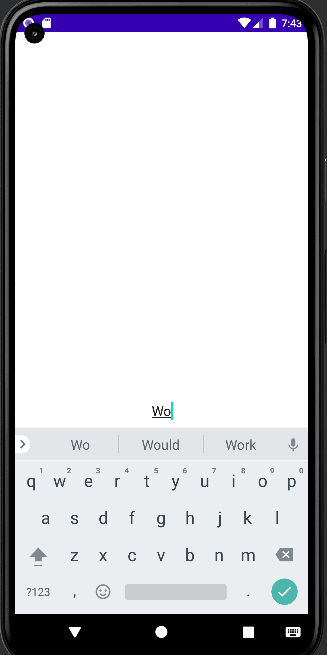 7:43
Wo
Wo Would Work
1 2 3 4 5 6 7 8 9 0
q w e r t y u i o p
a s d f g h j k l
z x c v b n m
?123 , .